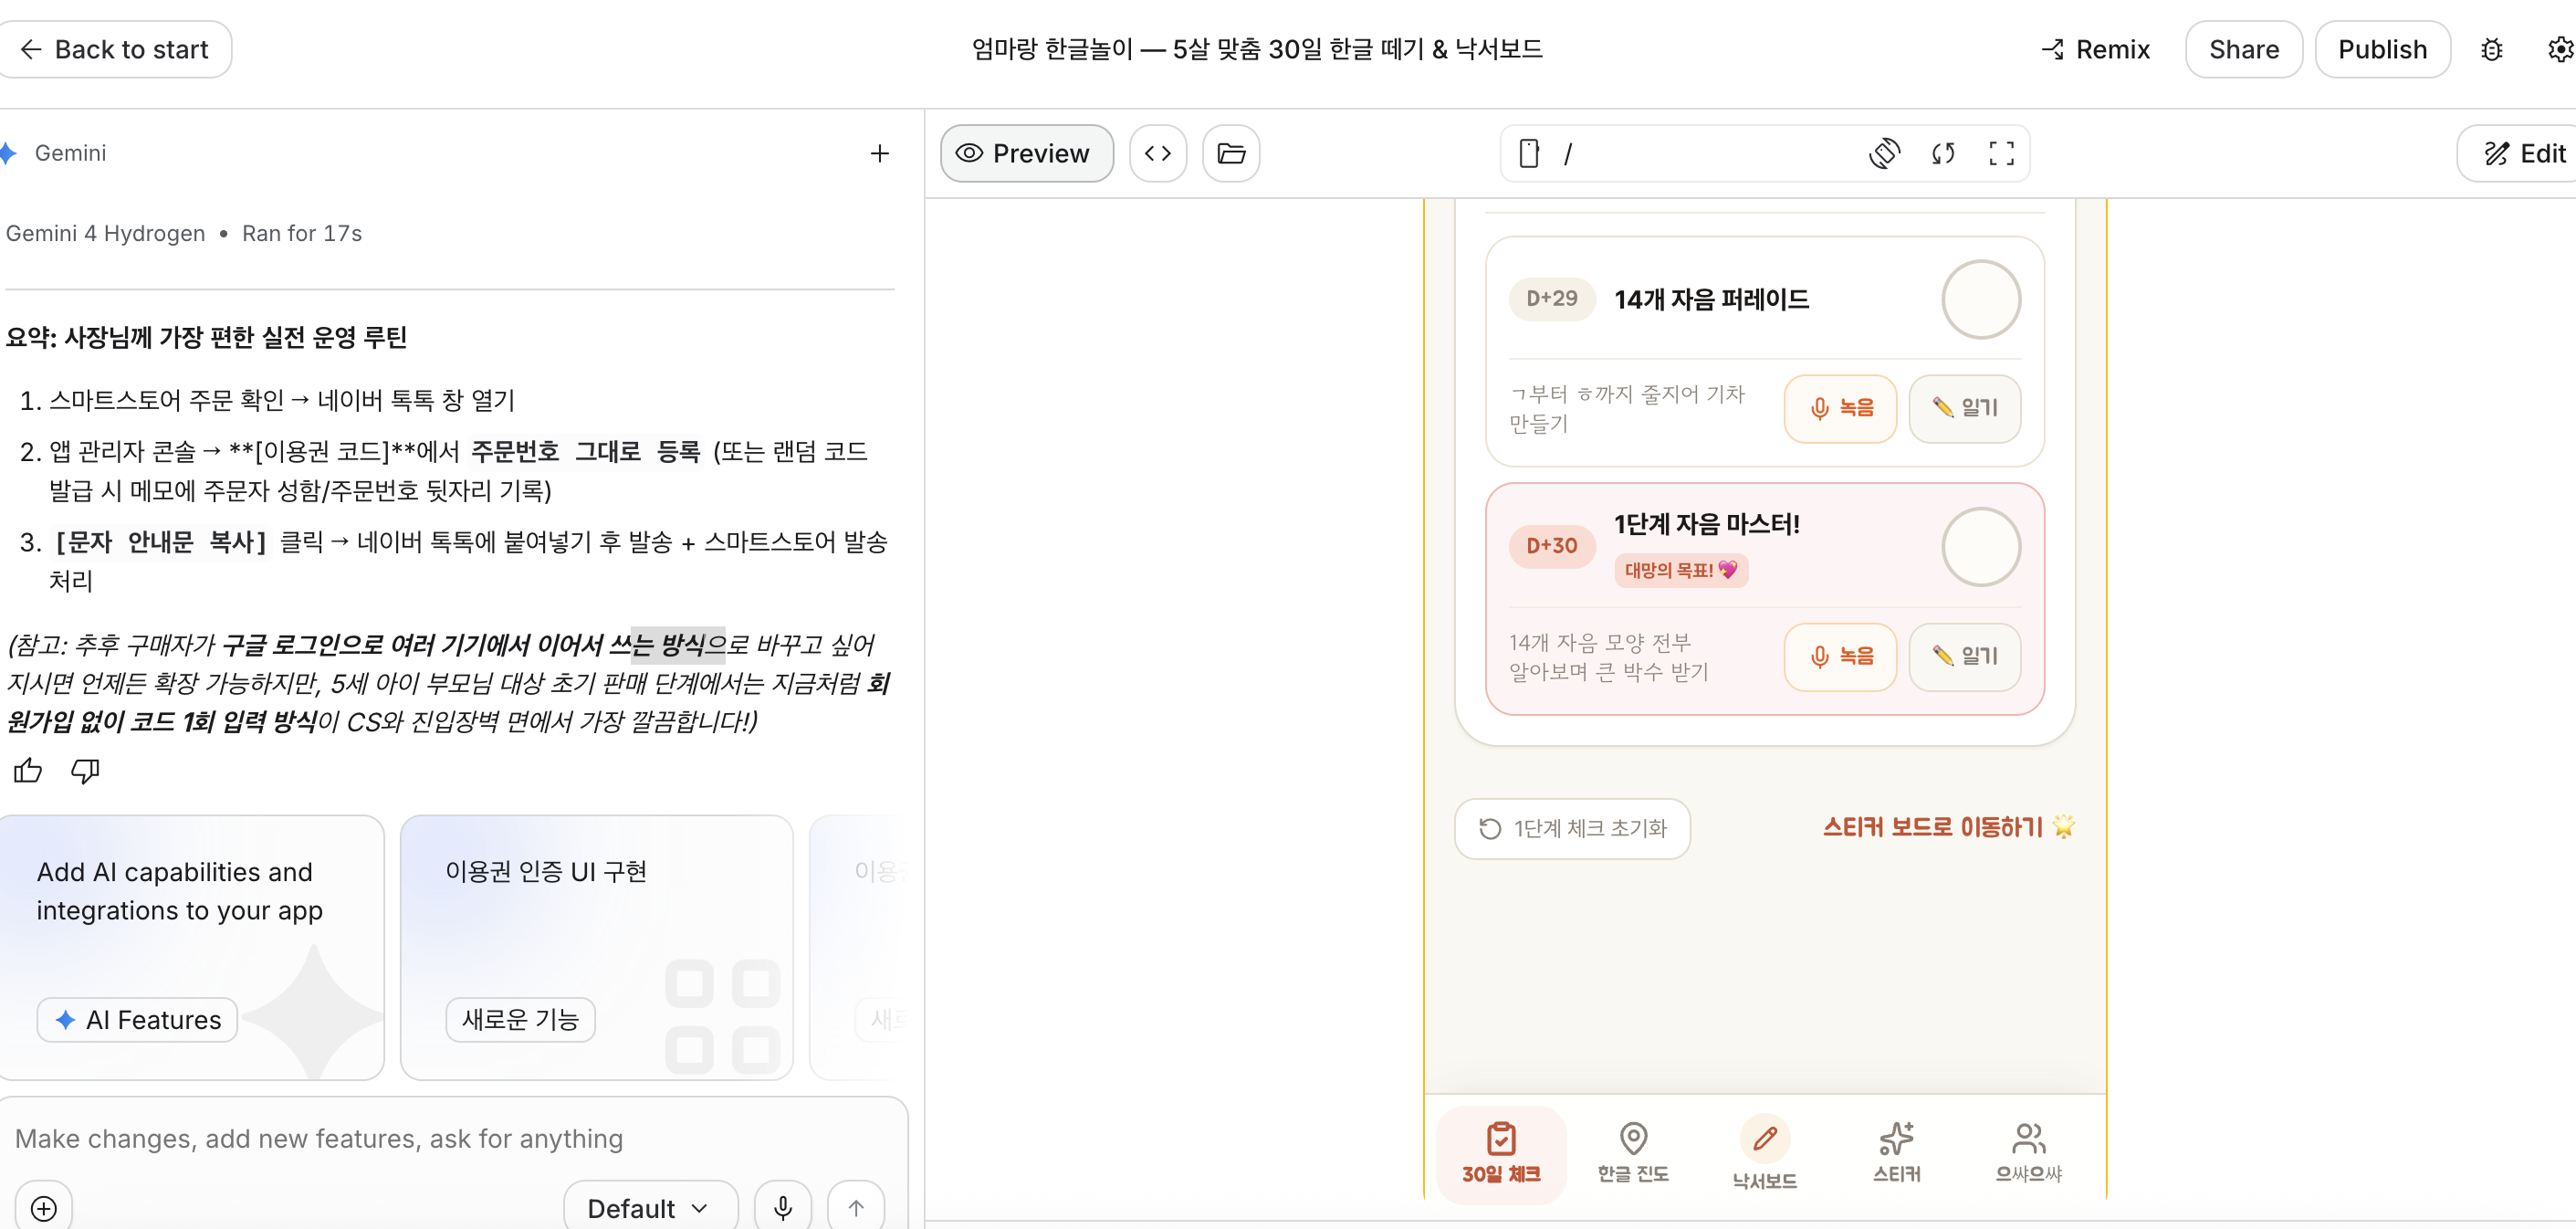 Back to start
엄마랑 한글놀이 — 5살 맞춤 30일 한글 떼기 & 낙서보드
Remix
Share
Publish
Gemini
Preview
/
Edit
Gemini 4 Hydrogen • Ran for 17s
요약: 사장님께 가장 편한 실전 운영 루틴
1. 스마트스토어 주문 확인 → 네이버 톡톡 창 열기
2. 앱 관리자 콘솔 → **[이용권 코드]**에서 주문번호 그대로 등록 (또는 랜덤 코드
발급 시 메모에 주문자 성함/주문번호 뒷자리 기록)
3. [문자 안내문 복사] 클릭 → 네이버 톡톡에 붙여넣기 후 발송 + 스마트스토어 발송
처리
(참고: 추후 구매자가 구글 로그인으로 여러 기기에서 이어서 쓰는 방식으로 바꾸고 싶어
지시면 언제든 확장 가능하지만, 5세 아이 부모님 대상 초기 판매 단계에서는 지금처럼 회
원가입 없이 코드 1회 입력 방식이 CS와 진입장벽 면에서 가장 깔끔합니다!)
Add AI capabilities and
integrations to your app
AI Features
이용권 인증 UI 구현
새로운 기능
이용
새로
Make changes, add new features, ask for anything
Default
D+29
14개 자음 퍼레이드
ㄱ부터 ㅎ까지 줄지어 기차
만들기
녹음
✏️ 일기
D+30
1단계 자음 마스터!
대망의 목표! 💖
14개 자음 모양 전부
알아보며 큰 박수 받기
녹음
✏️ 일기
1단계 체크 초기화
스티커 보드로 이동하기 🌟
30일 체크
한글 진도
낙서보드
스티커
으쌰으쌰